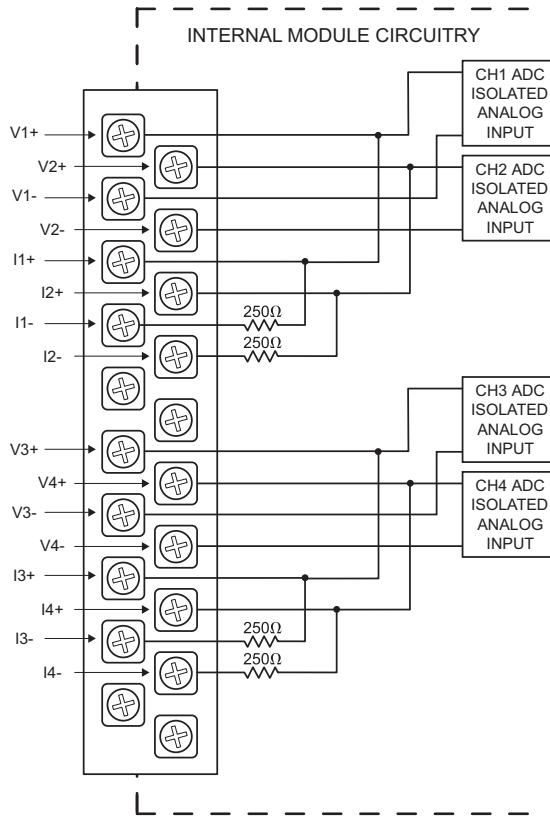 INTERNAL MODULE CIRCUITRY
CH1 ADC
ISOLATED
ANALOG
INPUT
V1+
V2+
V1-
V2-
I1+
I2+
I1-
I2-
250Ω
250Ω
CH2 ADC
ISOLATED
ANALOG
INPUT
CH3 ADC
ISOLATED
ANALOG
INPUT
V3+
V4+
V3-
V4-
I3+
I4+
I3-
I4-
250Ω
250Ω
CH4 ADC
ISOLATED
ANALOG
INPUT